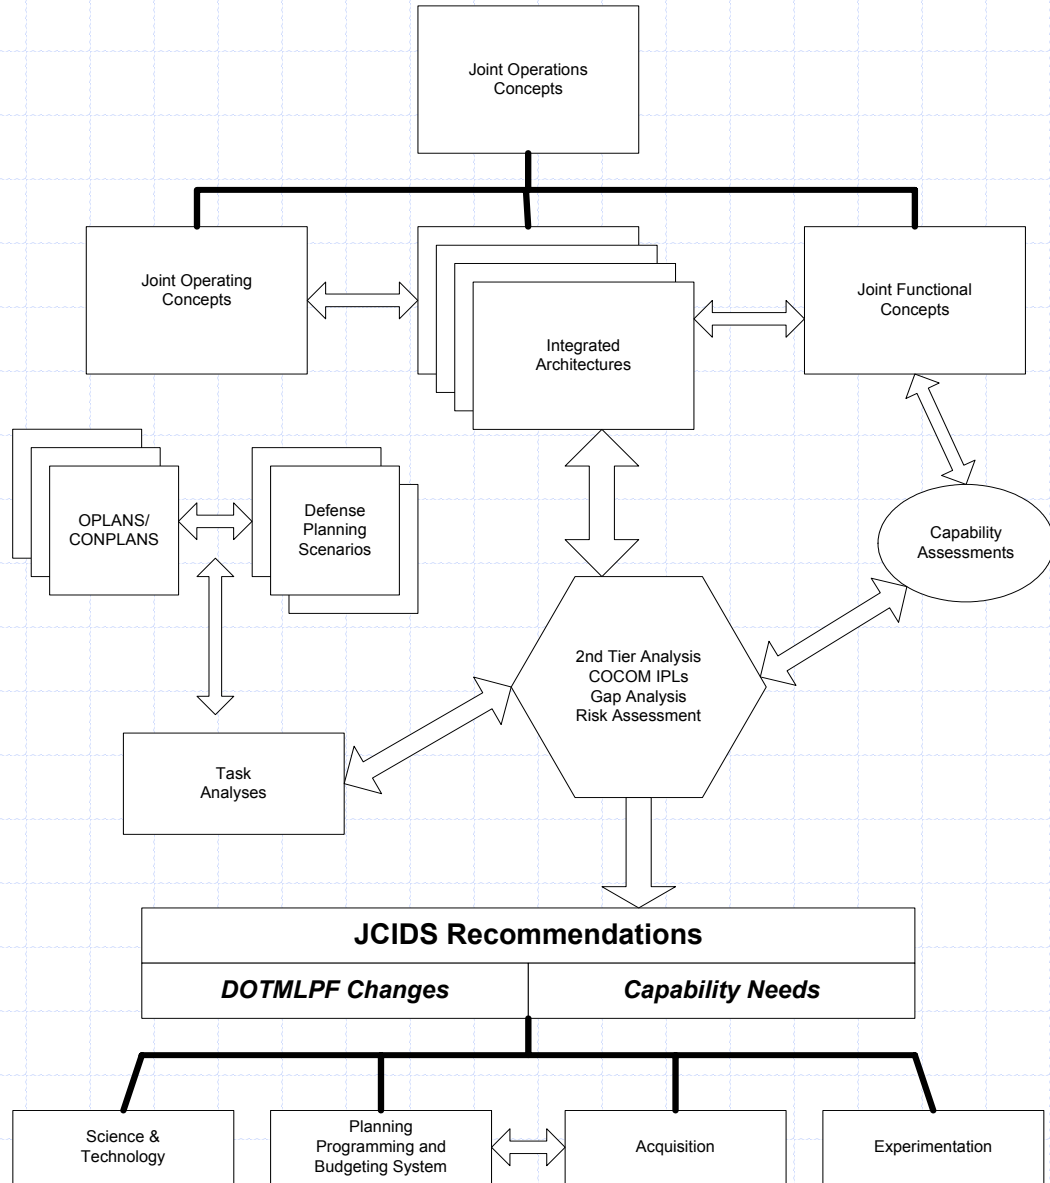 Joint Operations
Concepts
Joint Operating
Concepts
Integrated
Architectures
Joint Functional
Concepts
OPLANS/
CONPLANS
Defense
Planning
Scenarios
Capability
Assessments
2nd Tier Analysis
COCOM IPLs
Gap Analysis
Risk Assessment
Task
Analyses
JCIDS Recommendations
DOTMLPF Changes
Capability Needs
Science &
Technology
Planning
Programming and
Budgeting System
Acquisition
Experimentation